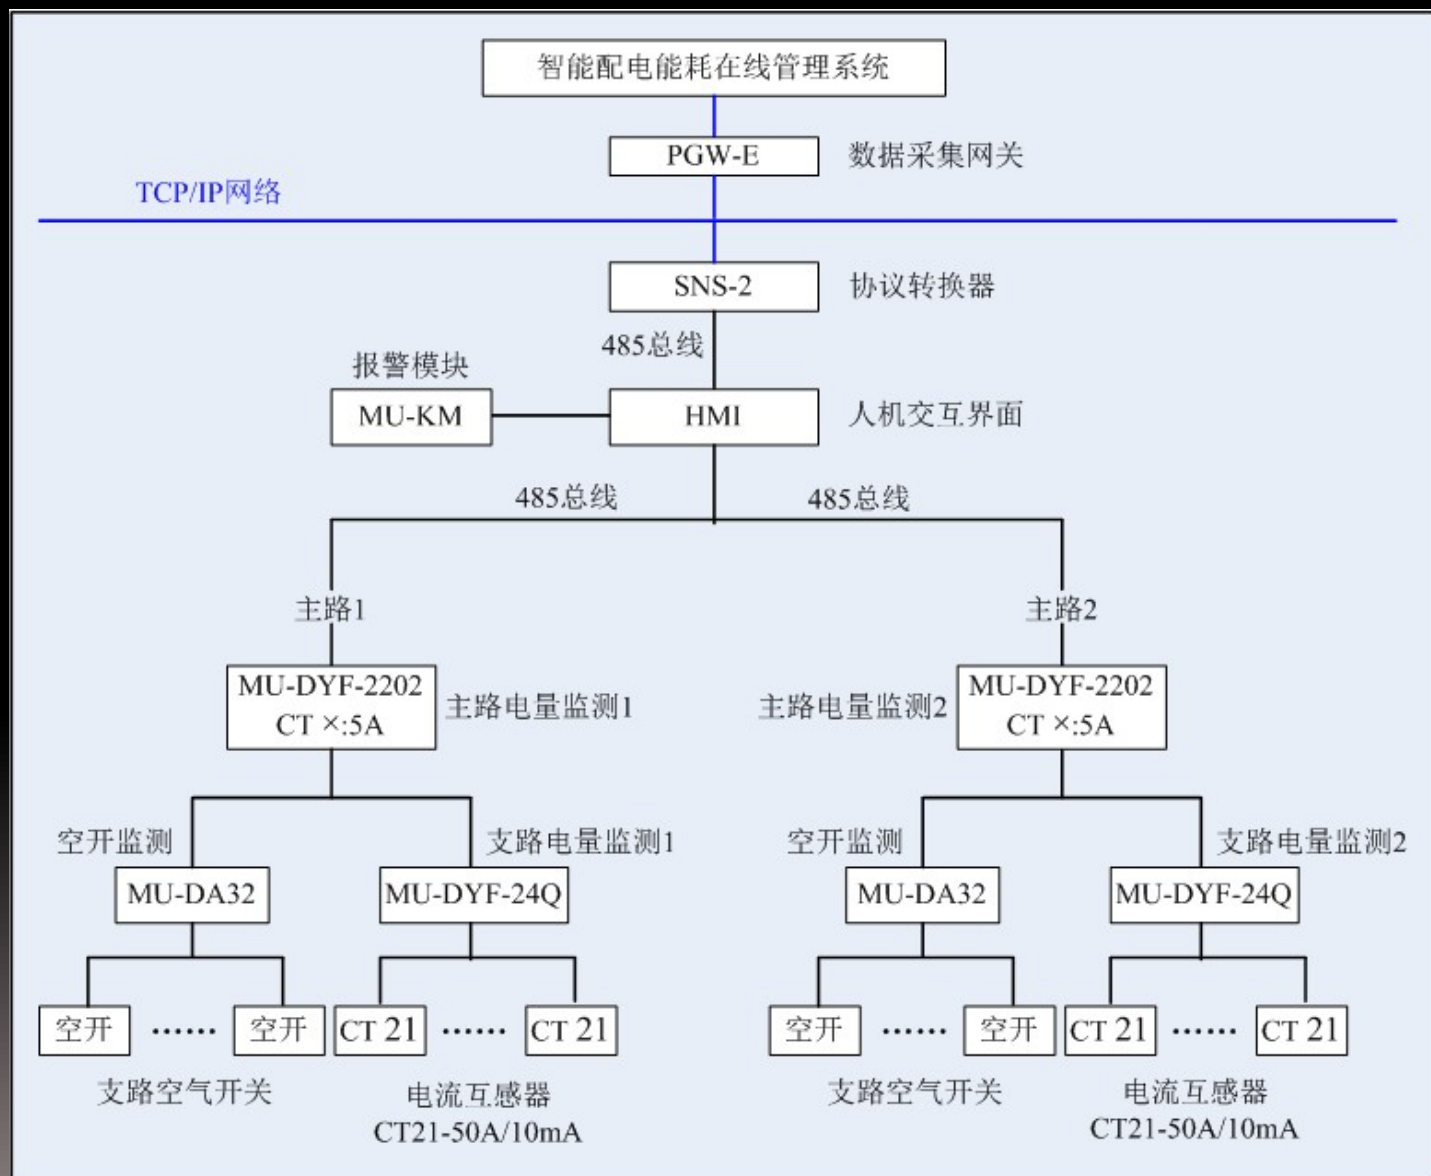 智能配电能耗在线管理系统
PGW-E 数据采集网关
TCP/IP网络
SNS-2 协议转换器
485总线
报警模块
MU-KM HMI 人机交互界面
485总线 485总线
主路1 主路2
MU-DYF-2202
CT ×:5A
主路电量监测1
主路电量监测2
MU-DYF-2202
CT ×:5A
空开监测 支路电量监测1 空开监测 支路电量监测2
MU-DA32 MU-DYF-24Q MU-DA32 MU-DYF-24Q
空开 …… 空开 CT 21 …… CT 21 空开 …… 空开 CT 21 …… CT 21
支路空气开关 电流互感器 支路空气开关 电流互感器
CT21-50A/10mA CT21-50A/10mA